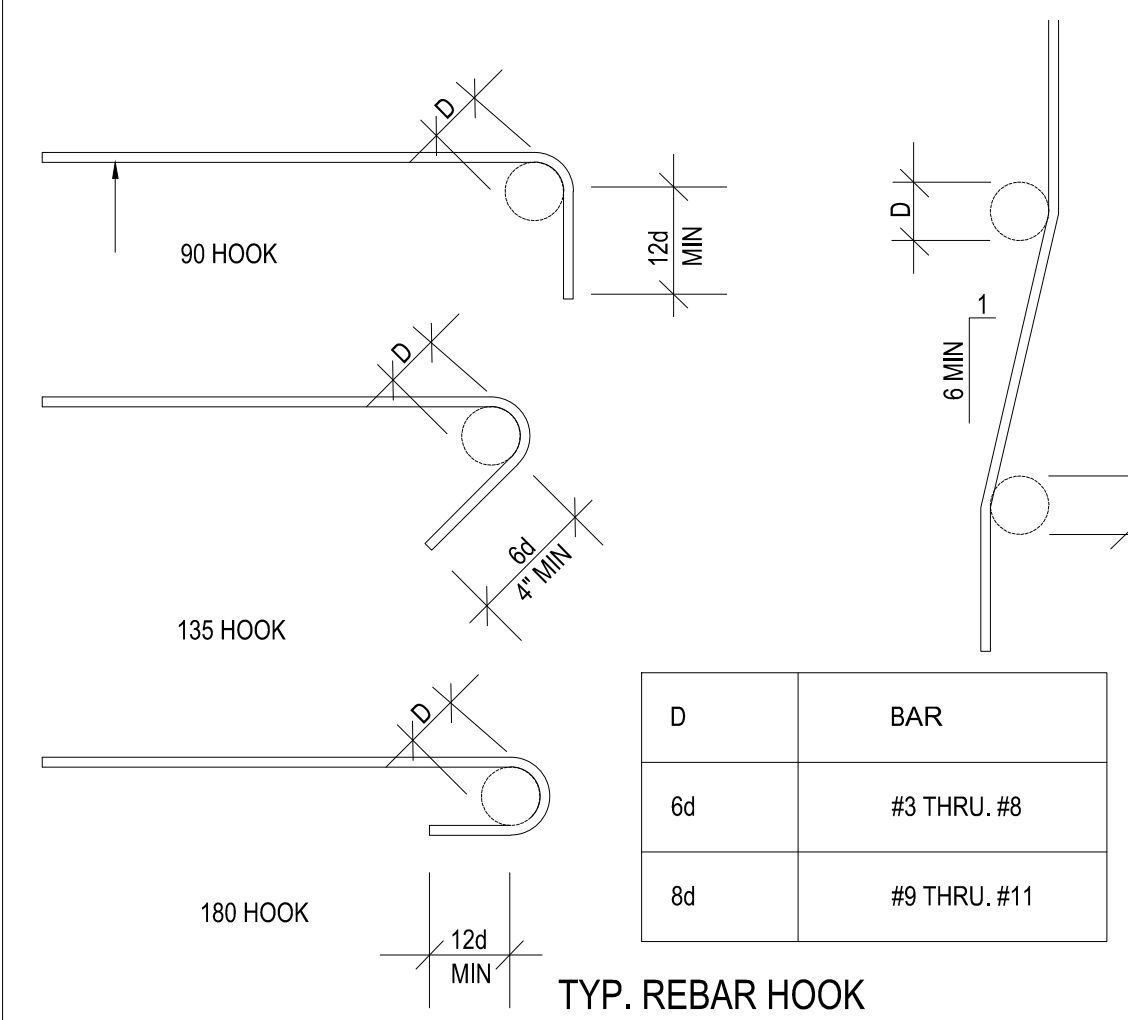 D
90 HOOK
12d
MIN
D
1
6 MIN
D
135 HOOK
6d
4" MIN
D
180 HOOK
12d
MIN
D BAR
6d #3 THRU. #8
8d #9 THRU. #11
TYP. REBAR HOOK